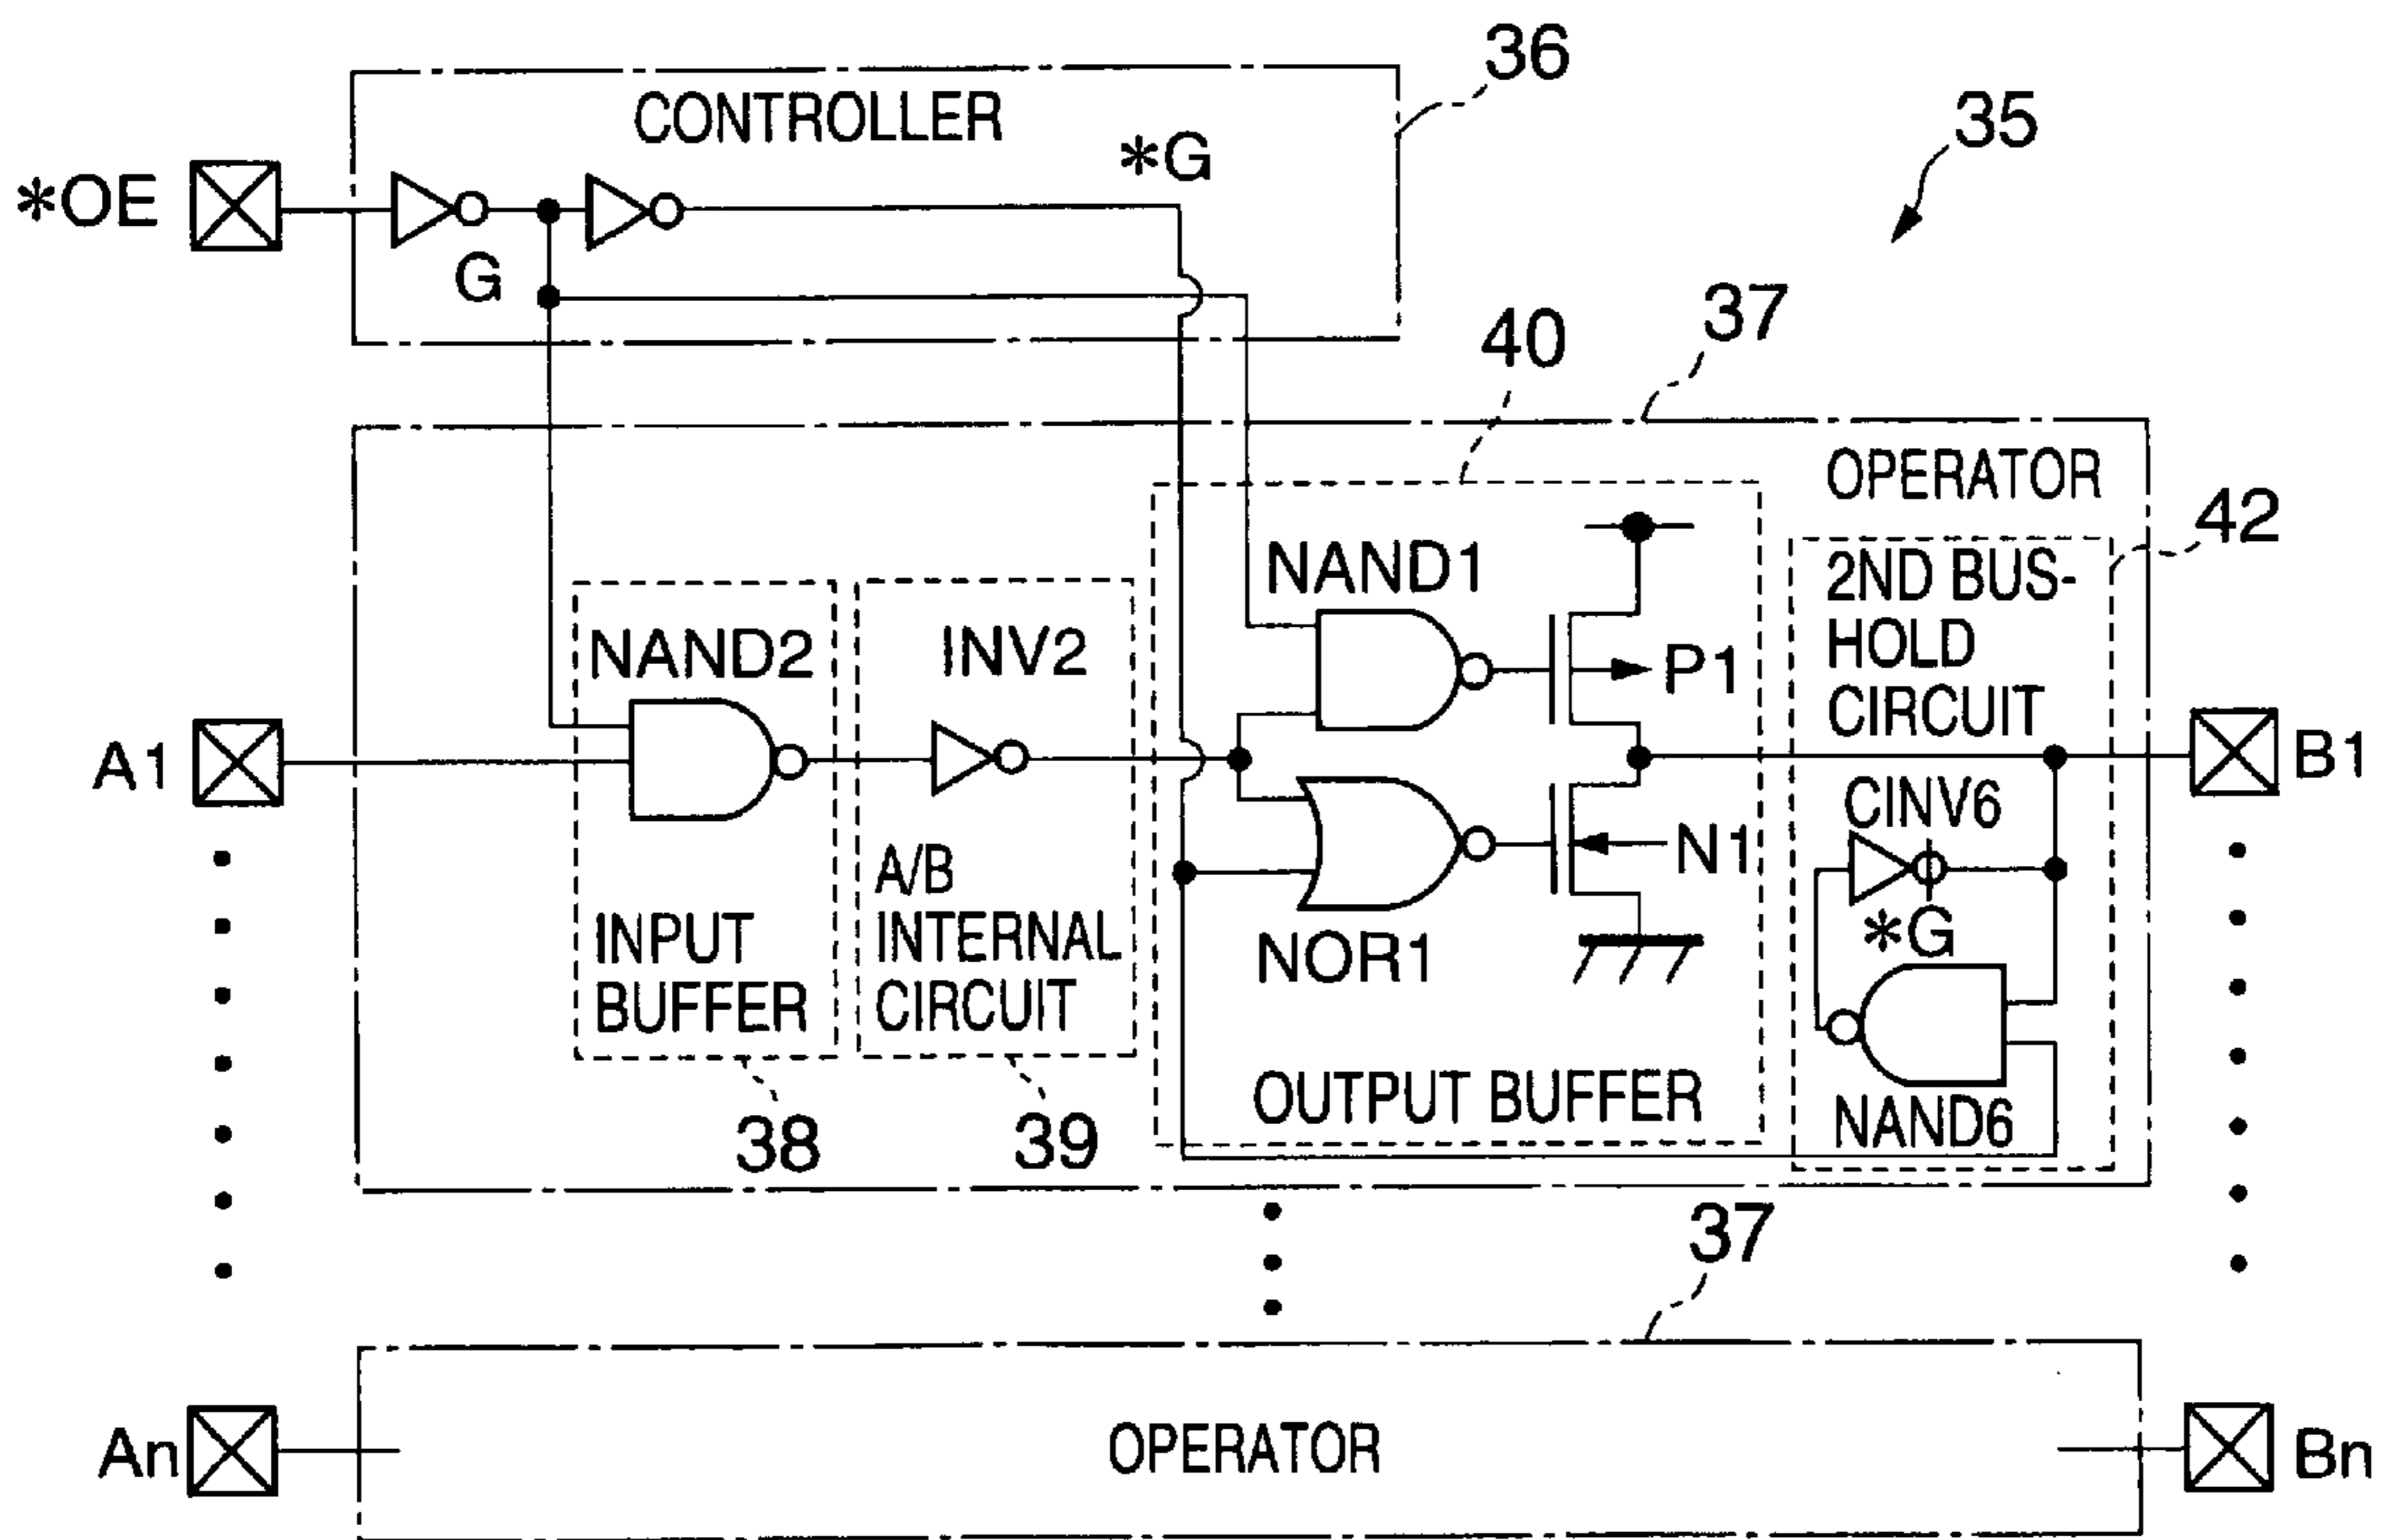 36
CONTROLLER
35
*G
*OE
G
37
40
OPERATOR
42
NAND1
2ND BUS-
HOLD
CIRCUIT
NAND2
INV2
P1
A1
B1
CINV6
N1
A/B
INTERNAL
CIRCUIT
*G
INPUT
BUFFER
NOR1
OUTPUT BUFFER
NAND6
38
39
37
An
OPERATOR
Bn